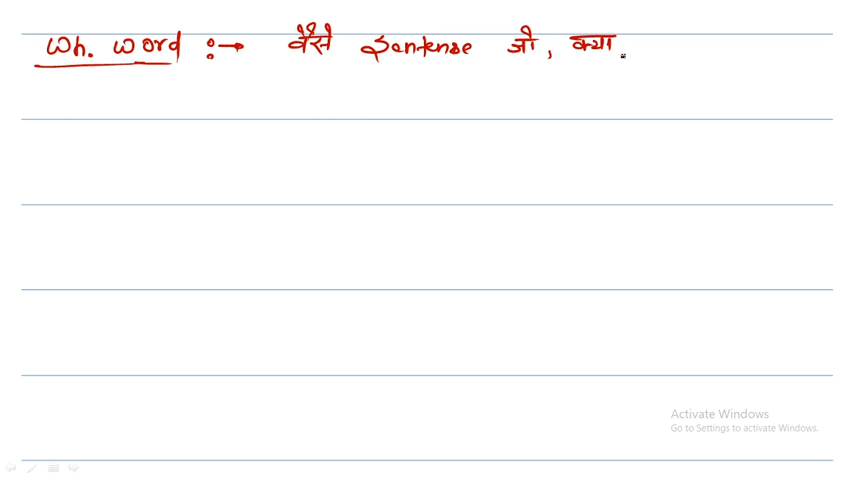 Wh. Word :→ वैसे Sentense जो, क्या
Activate Windows
Go to Settings to activate Windows.